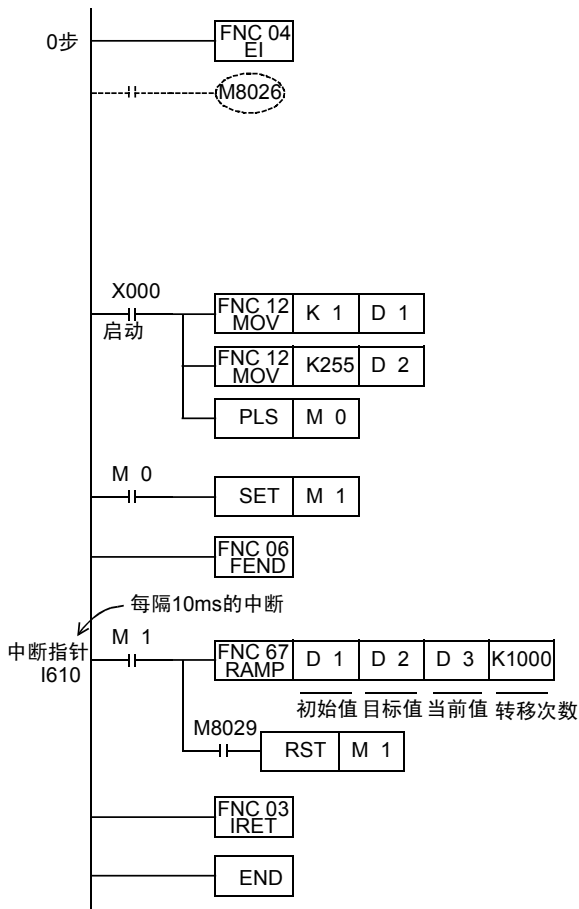 0步
FNC 04
EI
M8026
X000
启动
FNC 12
MOV
K 1
D 1
FNC 12
MOV
K255
D 2
PLS
M 0
M 0
SET
M 1
FNC 06
FEND
每隔10ms的中断
中断指针
I610
M 1
FNC 67
RAMP
D 1
D 2
D 3
K1000
初始值 目标值 当前值 转移次数
M8029
RST
M 1
FNC 03
IRET
END